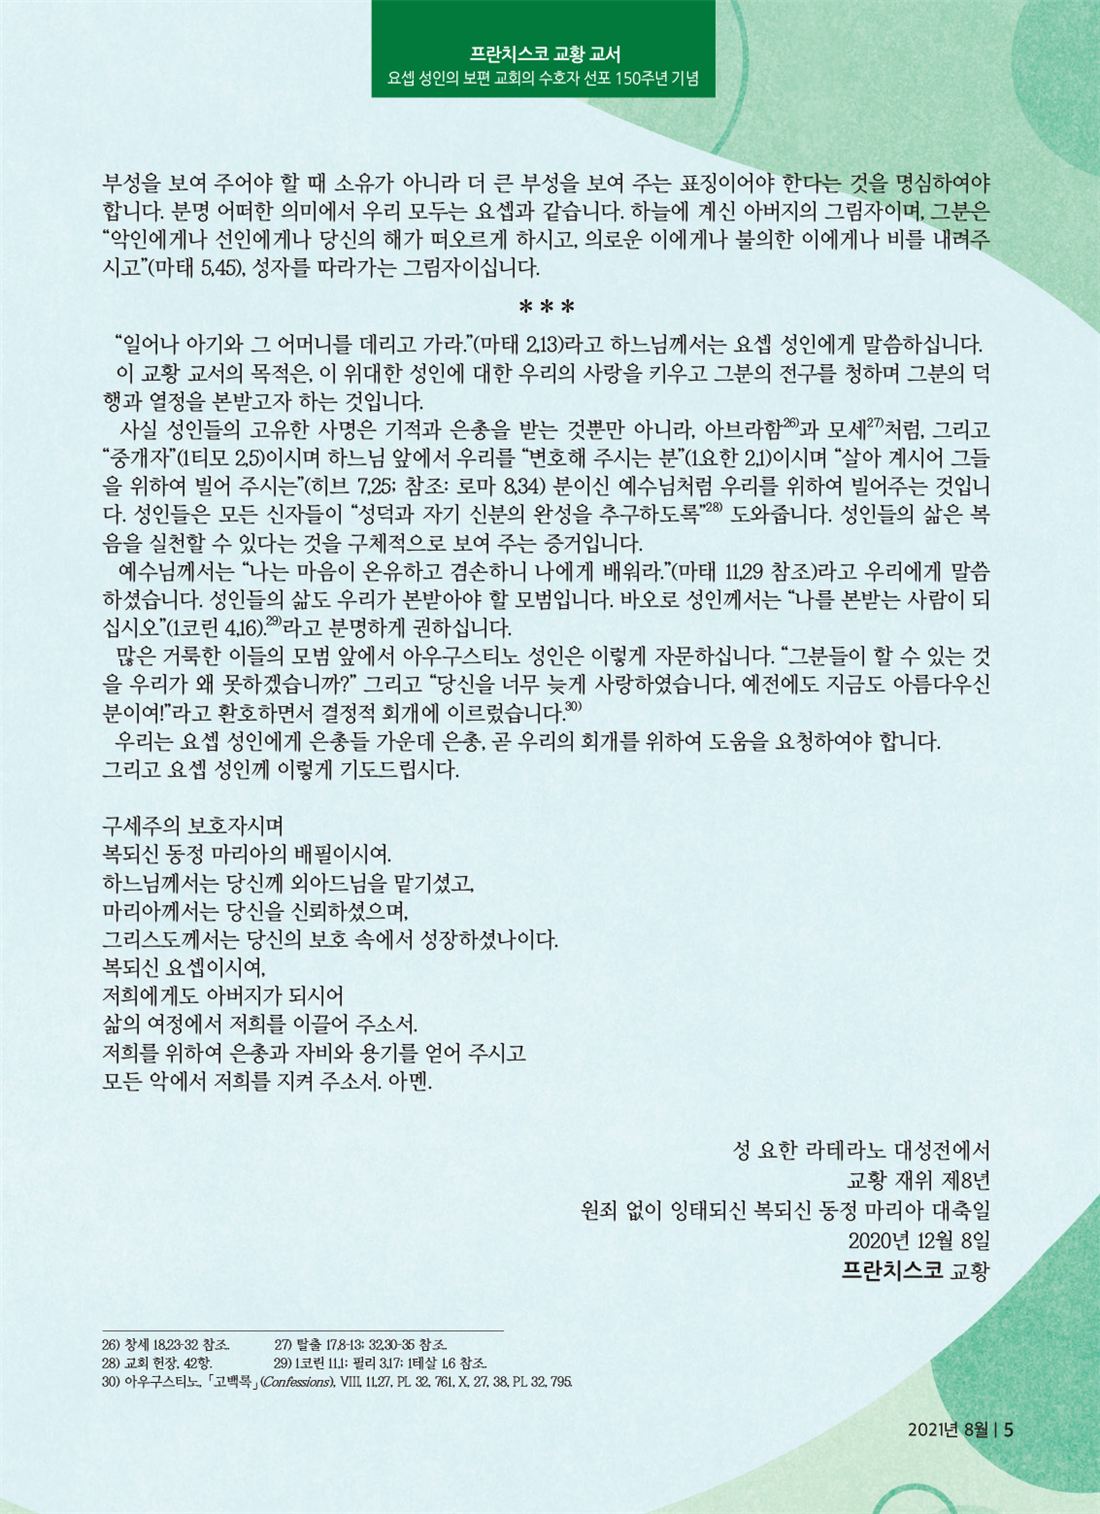 프란치스코 교황 교서
요셉 성인의 보편 교회의 수호자 선포 150주년 기념
부성을 보여 주어야 할 때 소유가 아니라 더 큰 부성을 보여 주는 표징이어야 한다는 것을 명심하여야
합니다. 분명 어떠한 의미에서 우리 모두는 요셉과 같습니다. 하늘에 계신 아버지의 그림자이며, 그분은
“악인에게나 선인에게나 당신의 해가 떠오르게 하시고, 의로운 이에게나 불의한 이에게나 비를 내려주
시고”(마태 5,45), 성자를 따라가는 그림자이십니다.
* * *
“일어나 아기와 그 어머니를 데리고 가라.”(마태 2,13)라고 하느님께서는 요셉 성인에게 말씀하십니다.
이 교황 교서의 목적은, 이 위대한 성인에 대한 우리의 사랑을 키우고 그분의 전구를 청하며 그분의 덕
행과 열정을 본받고자 하는 것입니다.
사실 성인들의 고유한 사명은 기적과 은총을 받는 것뿐만 아니라, 아브라함26)과 모세27)처럼, 그리고
“중개자”(1티모 2,5)이시며 하느님 앞에서 우리를 “변호해 주시는 분”(1요한 2,1)이시며 “살아 계시어 그들
을 위하여 빌어 주시는”(히브 7,25; 참조: 로마 8,34) 분이신 예수님처럼 우리를 위하여 빌어주는 것입니
다. 성인들은 모든 신자들이 “성덕과 자기 신분의 완성을 추구하도록”28) 도와줍니다. 성인들의 삶은 복
음을 실천할 수 있다는 것을 구체적으로 보여 주는 증거입니다.
예수님께서는 “나는 마음이 온유하고 겸손하니 나에게 배워라.”(마태 11,29 참조)라고 우리에게 말씀
하셨습니다. 성인들의 삶도 우리가 본받아야 할 모범입니다. 바오로 성인께서는 “나를 본받는 사람이 되
십시오”(1코린 4,16).29)라고 분명하게 권하십니다.
많은 거룩한 이들의 모범 앞에서 아우구스티노 성인은 이렇게 자문하십니다. “그분들이 할 수 있는 것
을 우리가 왜 못하겠습니까?” 그리고 “당신을 너무 늦게 사랑하였습니다, 예전에도 지금도 아름다우신
분이여!”라고 환호하면서 결정적 회개에 이르렀습니다.30)
우리는 요셉 성인에게 은총들 가운데 은총, 곧 우리의 회개를 위하여 도움을 요청하여야 합니다.
그리고 요셉 성인께 이렇게 기도드립시다.
구세주의 보호자시며
복되신 동정 마리아의 배필이시여.
하느님께서는 당신께 외아드님을 맡기셨고,
마리아께서는 당신을 신뢰하셨으며,
그리스도께서는 당신의 보호 속에서 성장하셨나이다.
복되신 요셉이시여,
저희에게도 아버지가 되시어
삶의 여정에서 저희를 이끌어 주소서.
저희를 위하여 은총과 자비와 용기를 얻어 주시고
모든 악에서 저희를 지켜 주소서. 아멘.
성 요한 라테라노 대성전에서
교황 재위 제8년
원죄 없이 잉태되신 복되신 동정 마리아 대축일
2020년 12월 8일
프란치스코 교황
26) 창세 18,23-32 참조. 27) 탈출 17,8-13; 32,30-35 참조.
28) 교회 헌장, 42항. 29) 1코린 11,1; 필리 3,17; 1테살 1,6 참조.
30) 아우구스티노, 「고백록」(Confessions), VIII, 11,27, PL 32, 761, X, 27, 38, PL 32, 795.
2021년 8월 | 5